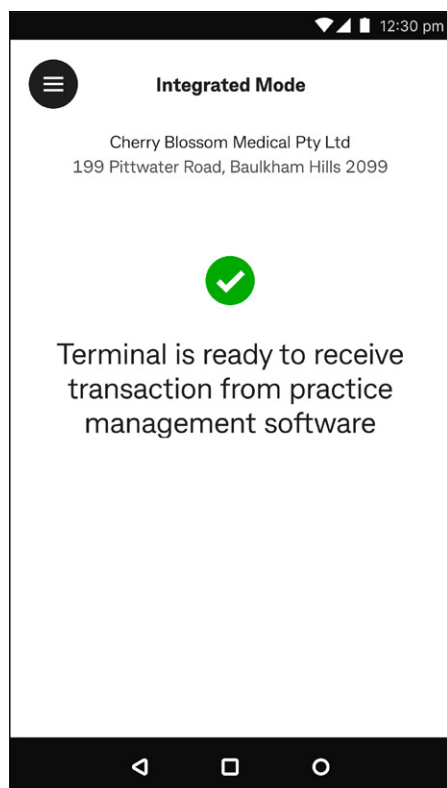 12:30 pm
Integrated Mode
Cherry Blossom Medical Pty Ltd
199 Pittwater Road, Baulkham Hills 2099
Terminal is ready to receive
transaction from practice
management software